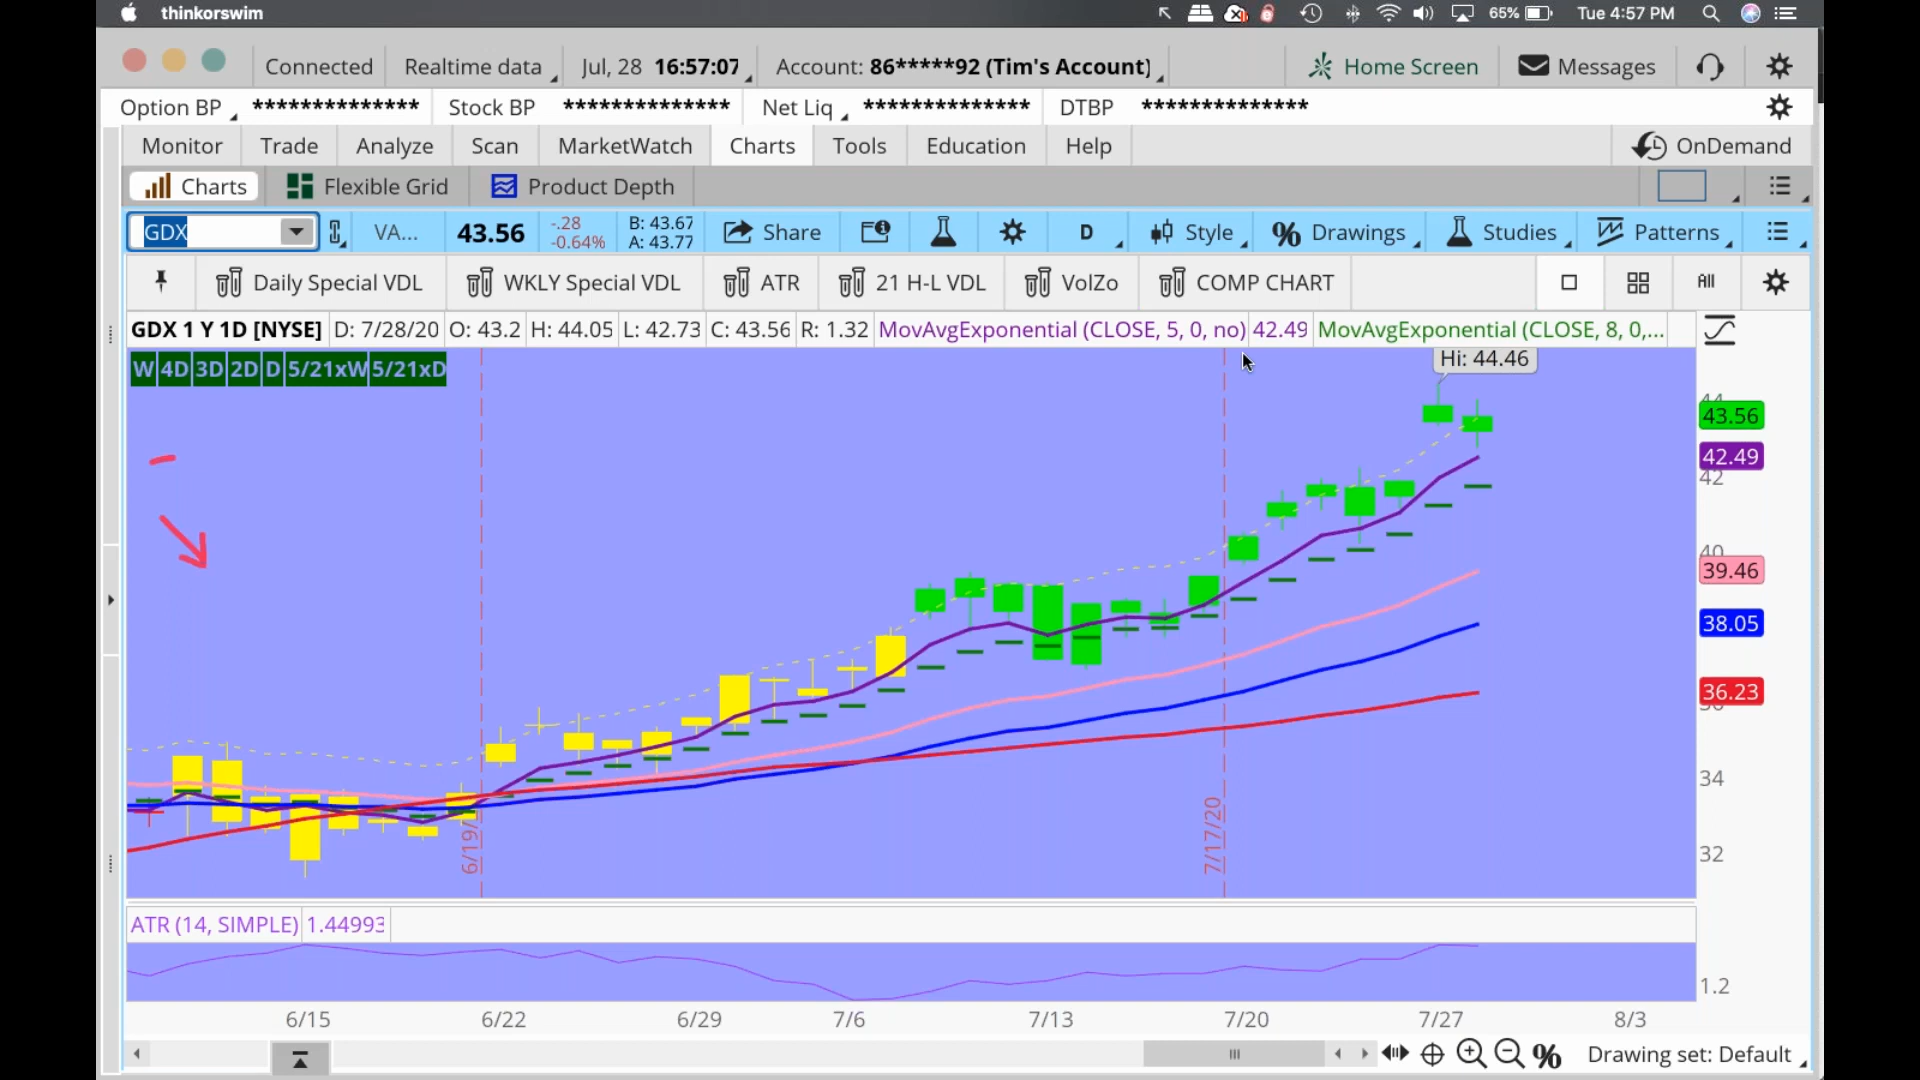 thinkorswim 65% Tue 4:57 PM
Connected Realtime data Jul, 28 16:57:07 Account: 86*****92 (Tim's Account) Home Screen Messages
Option BP ************** Stock BP ************** Net Liq ************** DTBP **************
Monitor Trade Analyze Scan MarketWatch Charts Tools Education Help OnDemand
Charts Flexible Grid Product Depth
GDX VA... 43.56 -.28 -0.64% B: 43.67 A: 43.77 Share D Style Drawings Studies Patterns
Daily Special VDL WKLY Special VDL ATR 21 H-L VDL VolZo COMP CHART All
GDX 1 Y 1D [NYSE] D: 7/28/20 O: 43.2 H: 44.05 L: 42.73 C: 43.56 R: 1.32 MovAvgExponential (CLOSE, 5, 0, no) 42.49 MovAvgExponential (CLOSE, 8, 0,...
W 4D 3D 2D D 5/21xW 5/21xD
Hi: 44.46
44
43.56
42.49
42
40
39.46
38.05
36.23
36
34
32
6/19/
7/17/20
ATR (14, SIMPLE) 1.44993
1.2
6/15 6/22 6/29 7/6 7/13 7/20 7/27 8/3
Drawing set: Default